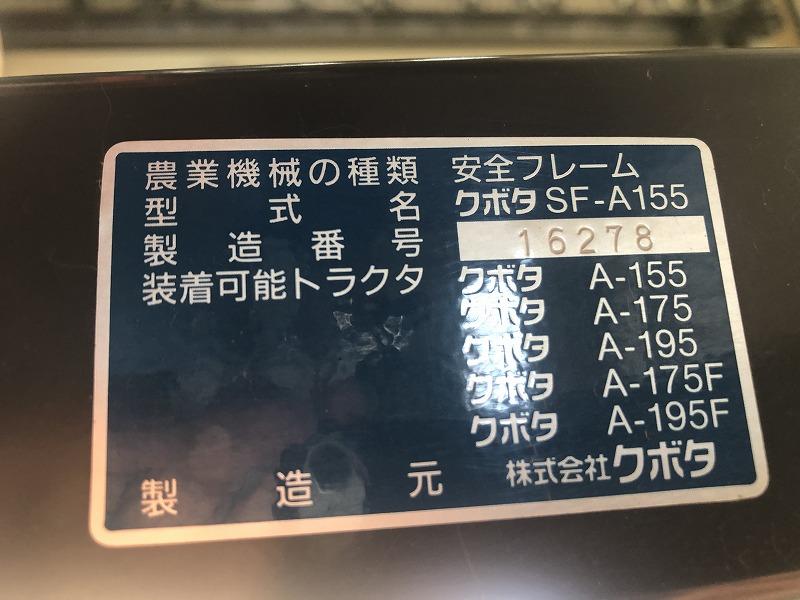 農業機械の種類 安全フレーム
型式名 クボタ SF-A155
製造番号 16278
装着可能トラクタ クボタ A-155
クボタ A-175
クボタ A-195
クボタ A-175F
クボタ A-195F
製造元 株式会社クボタ